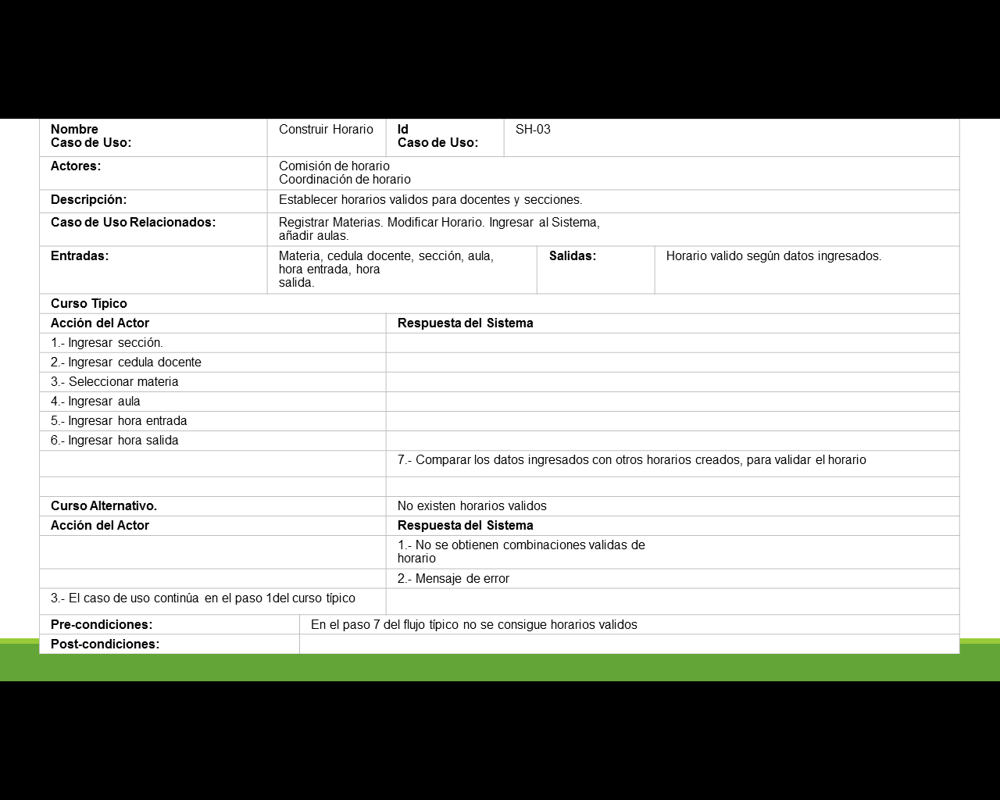 Nombre
Caso de Uso:
Construir Horario
Id
Caso de Uso:
SH-03
Actores:
Comisión de horario
Coordinación de horario
Descripción:
Establecer horarios validos para docentes y secciones.
Caso de Uso Relacionados:
Registrar Materias. Modificar Horario. Ingresar al Sistema,
añadir aulas.
Entradas:
Materia, cedula docente, sección, aula,
hora entrada, hora
salida.
Salidas:
Horario valido según datos ingresados.
Curso Típico
Acción del Actor
Respuesta del Sistema
1.- Ingresar sección.
2.- Ingresar cedula docente
3.- Seleccionar materia
4.- Ingresar aula
5.- Ingresar hora entrada
6.- Ingresar hora salida
7.- Comparar los datos ingresados con otros horarios creados, para validar el horario
Curso Alternativo.
No existen horarios validos
Acción del Actor
Respuesta del Sistema
1.- No se obtienen combinaciones validas de
horario
2.- Mensaje de error
3.- El caso de uso continúa en el paso 1del curso típico
Pre-condiciones:
En el paso 7 del flujo típico no se consigue horarios validos
Post-condiciones: